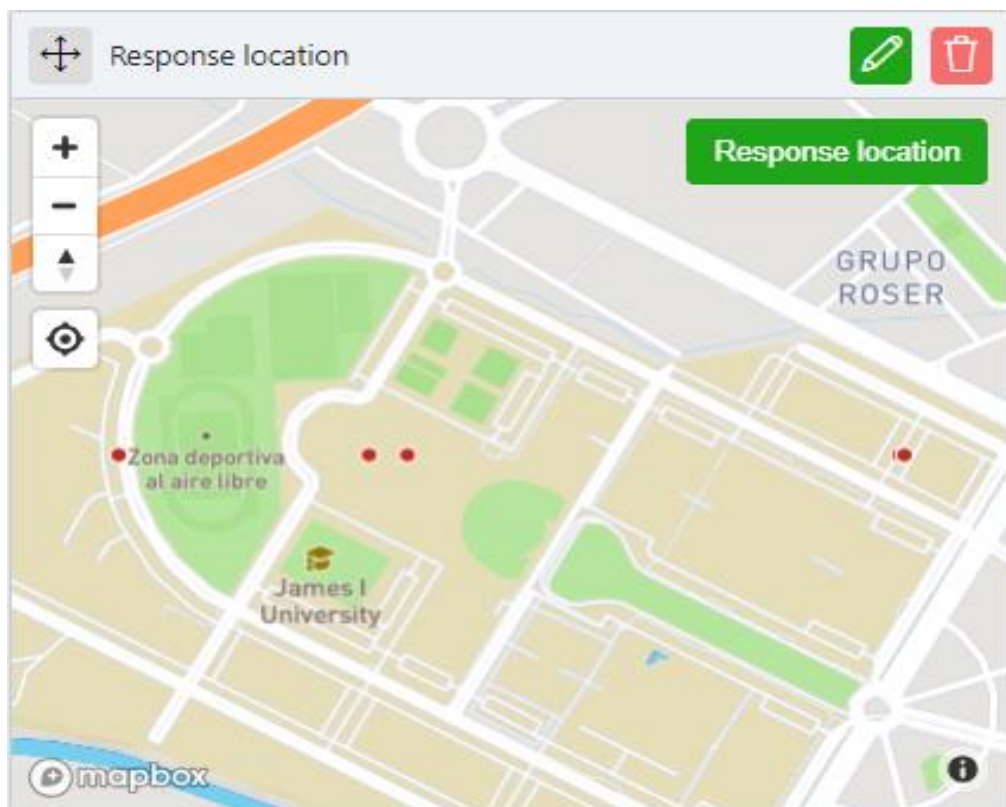 Response location
Response location
GRUPO
ROSER
Zona deportiva
al aire libre
James I
University
mapbox